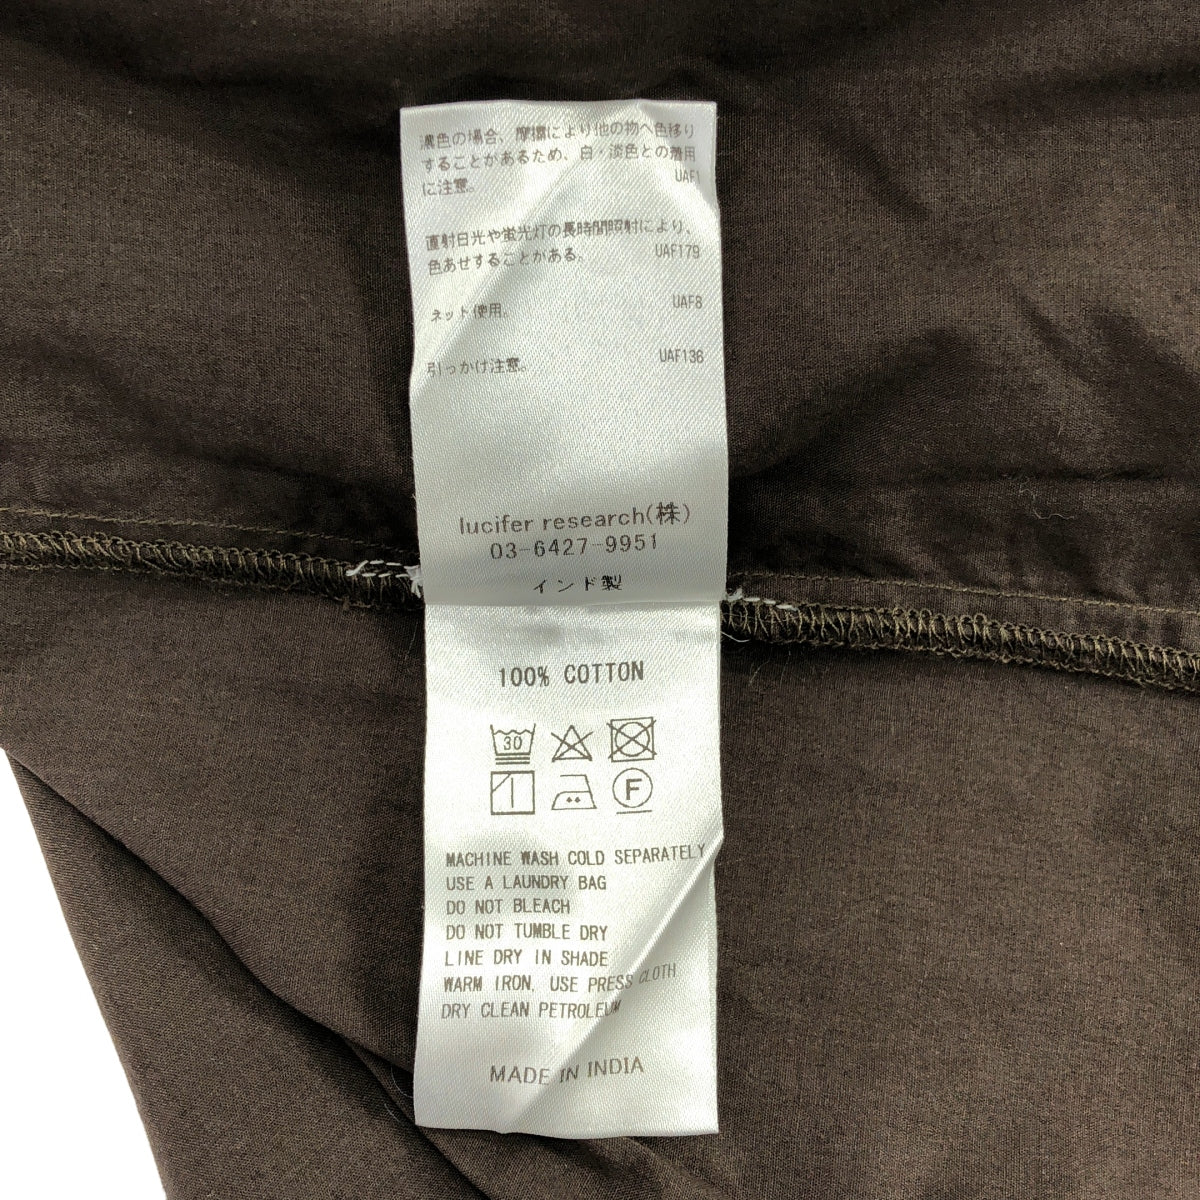 濃色の場合、摩擦により他の物へ色移り
することがあるため、白・淡色との着用
に注意。 UAF1
直射日光や蛍光灯の長時間照射により、
色あせすることがある。 UAF179
ネット使用。 UAF8
引っかけ注意。 UAF136
lucifer research(株)
03-6427-9951
インド製
100% COTTON
30
F
MACHINE WASH COLD SEPARATELY
USE A LAUNDRY BAG
DO NOT BLEACH
DO NOT TUMBLE DRY
LINE DRY IN SHADE
WARM IRON, USE PRESS CLOTH
DRY CLEAN PETROLEUM
MADE IN INDIA